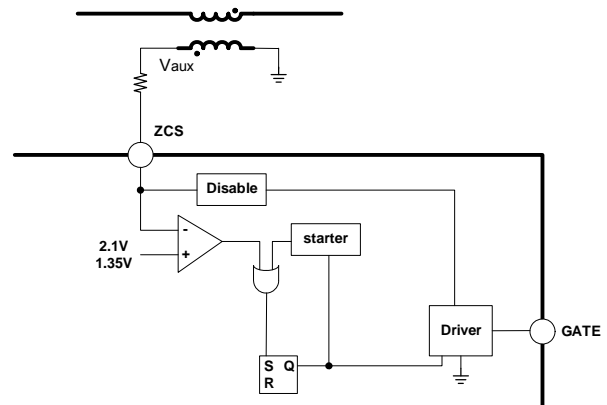 Vaux
ZCS
Disable
-
+
2.1V
1.35V
starter
S Q
R
Driver
GATE